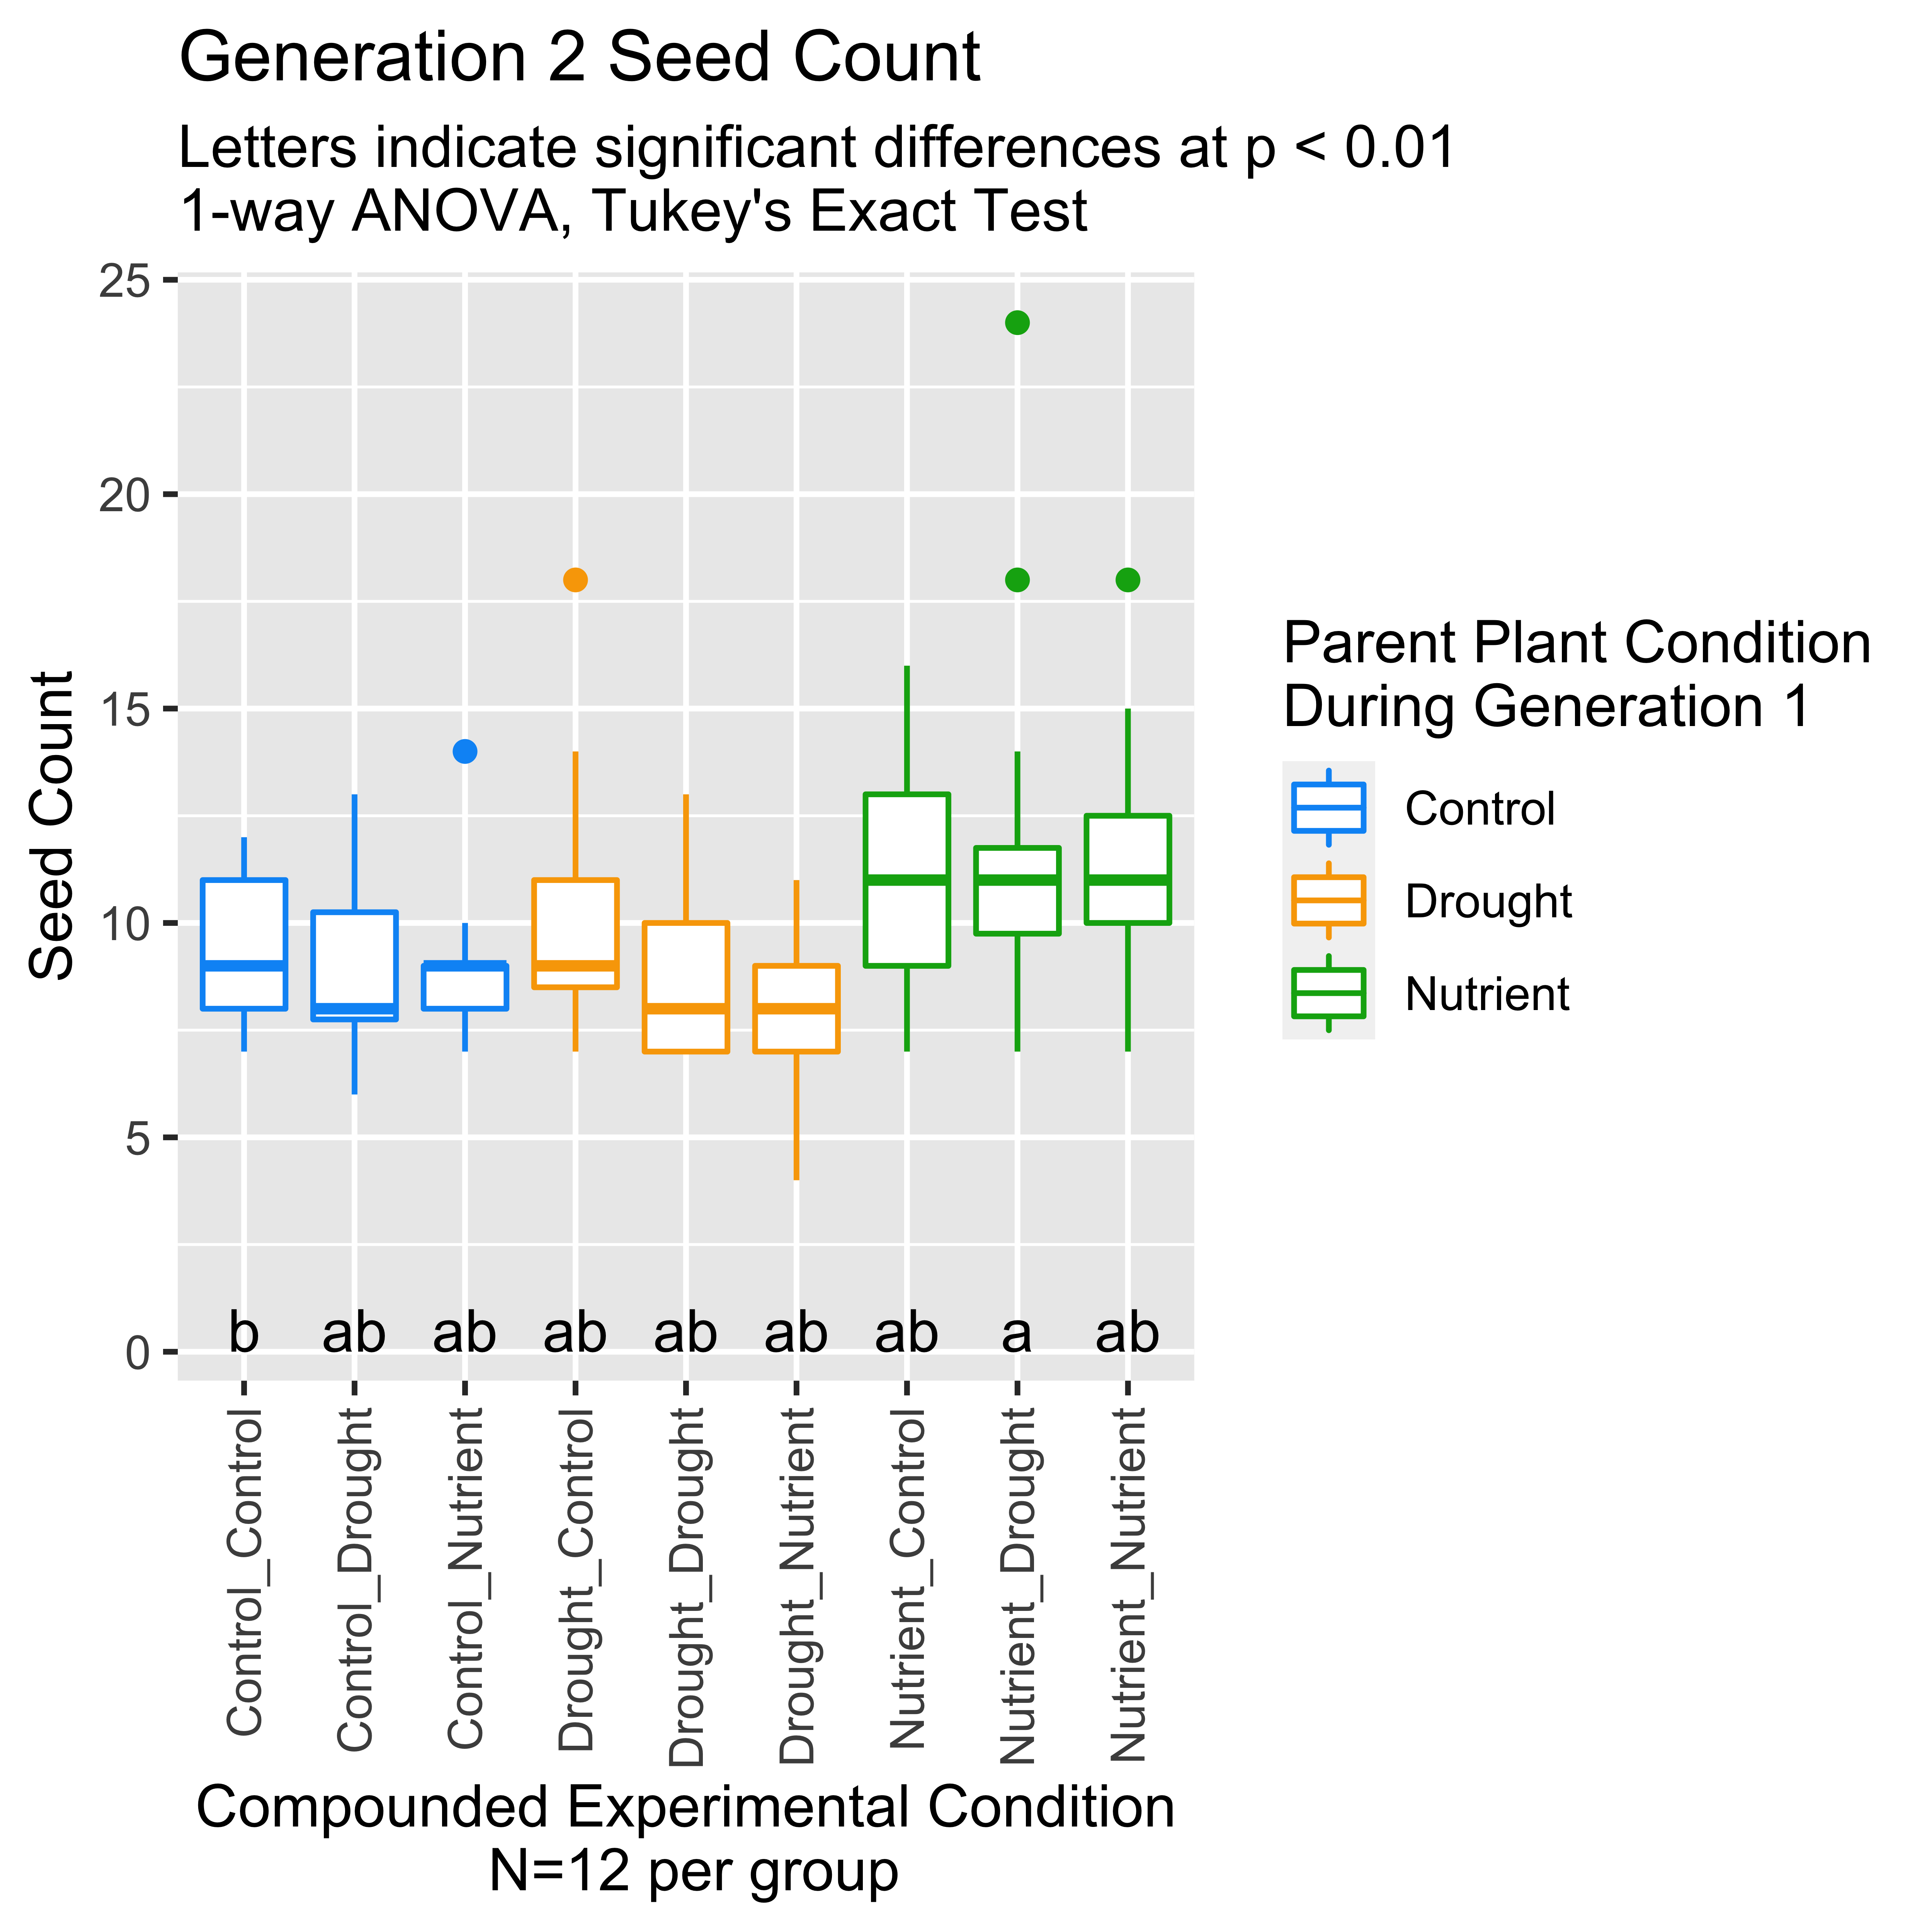 Generation 2 Seed Count
Letters indicate significant differences at p < 0.01
1-way ANOVA, Tukey's Exact Test
Seed Count
25
20
15
10
5
0
b ab ab ab ab ab ab a ab
Control_Control
Control_Drought
Control_Nutrient
Drought_Control
Drought_Drought
Drought_Nutrient
Nutrient_Control
Nutrient_Drought
Nutrient_Nutrient
Compounded Experimental Condition
N=12 per group
Parent Plant Condition
During Generation 1
Control
Drought
Nutrient